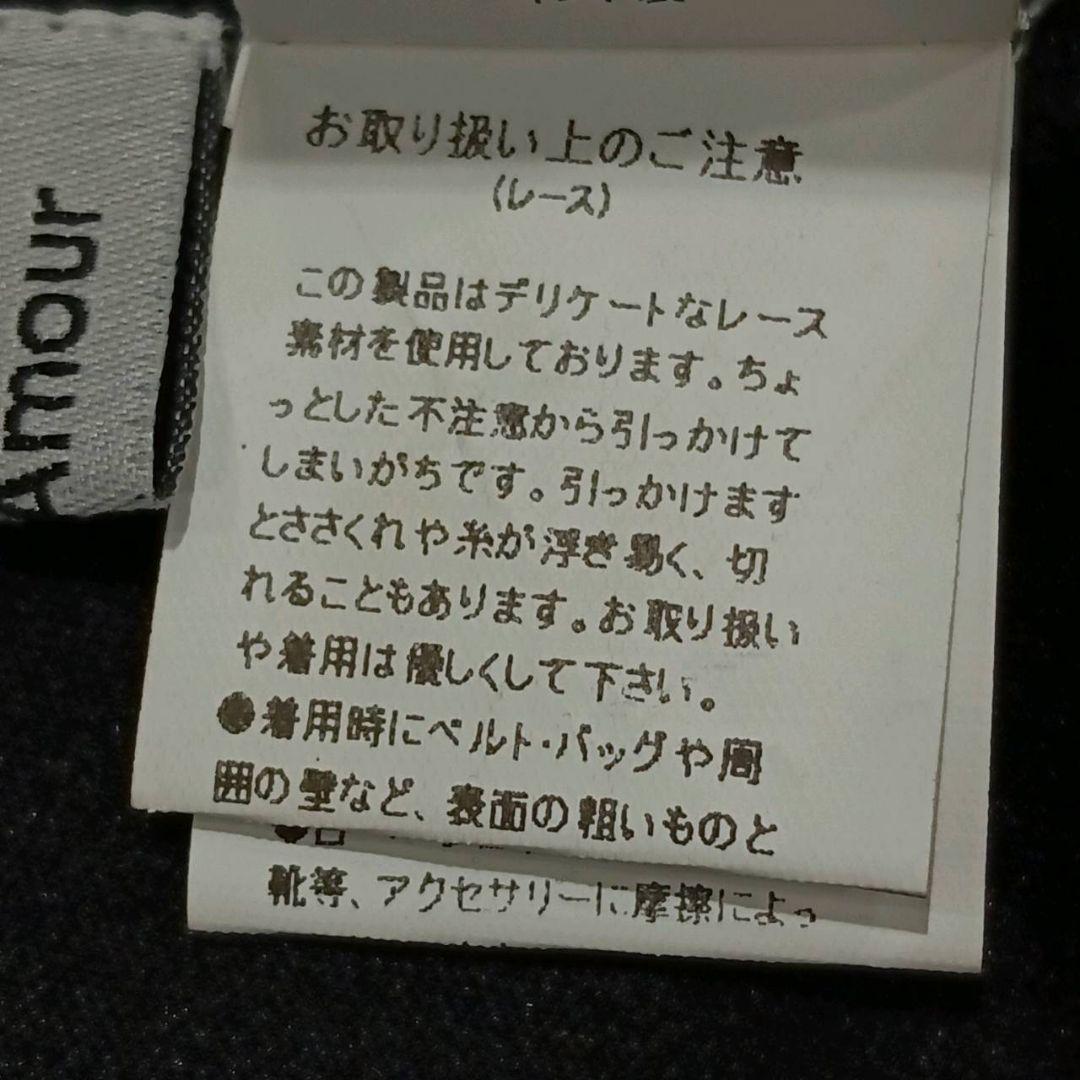 Amour
お取り扱い上のご注意
(レース)
この製品はデリケートなレース
素材を使用しております。ちょ
っとした不注意から引っかけて
しまいがちです。引っかけます
とささくれや糸が浮き動く、切
れることもあります。お取り扱い
や着用は優しくして下さい。
●着用時にベルト・バッグや周
囲の壁など、表面の粗いものと
靴等、アクセサリーに摩擦によっ